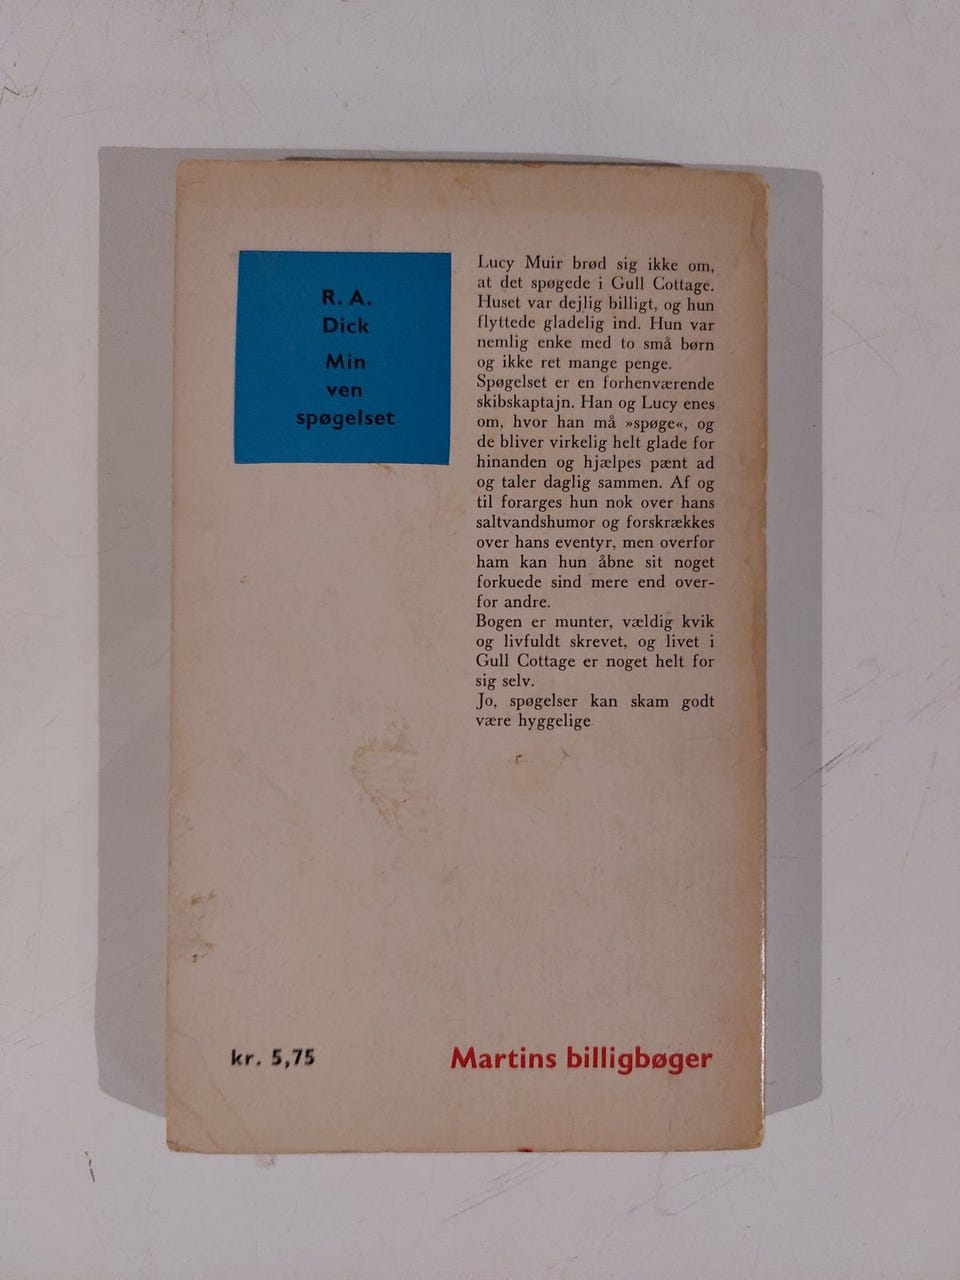 R. A.
Dick
Min
ven
spøgelset
Lucy Muir brød sig ikke om,
at det spøgede i Gull Cottage.
Huset var dejlig billigt, og hun
flyttede gladelig ind. Hun var
nemlig enke med to små børn
og ikke ret mange penge.
Spøgelset er en forhenværende
skibskaptajn. Han og Lucy enes
om, hvor han må »spøge«, og
de bliver virkelig helt glade for
hinanden og hjælpes pænt ad
og taler daglig sammen. Af og
til forarges hun nok over hans
saltvandshumor og forskrækkes
over hans eventyr, men overfor
ham kan hun åbne sit noget
forkuede sind mere end over-
for andre.
Bogen er munter, vældig kvik
og livfuldt skrevet, og livet i
Gull Cottage er noget helt for
sig selv.
Jo, spøgelser kan skam godt
være hyggelige
kr. 5,75
Martins billigbøger